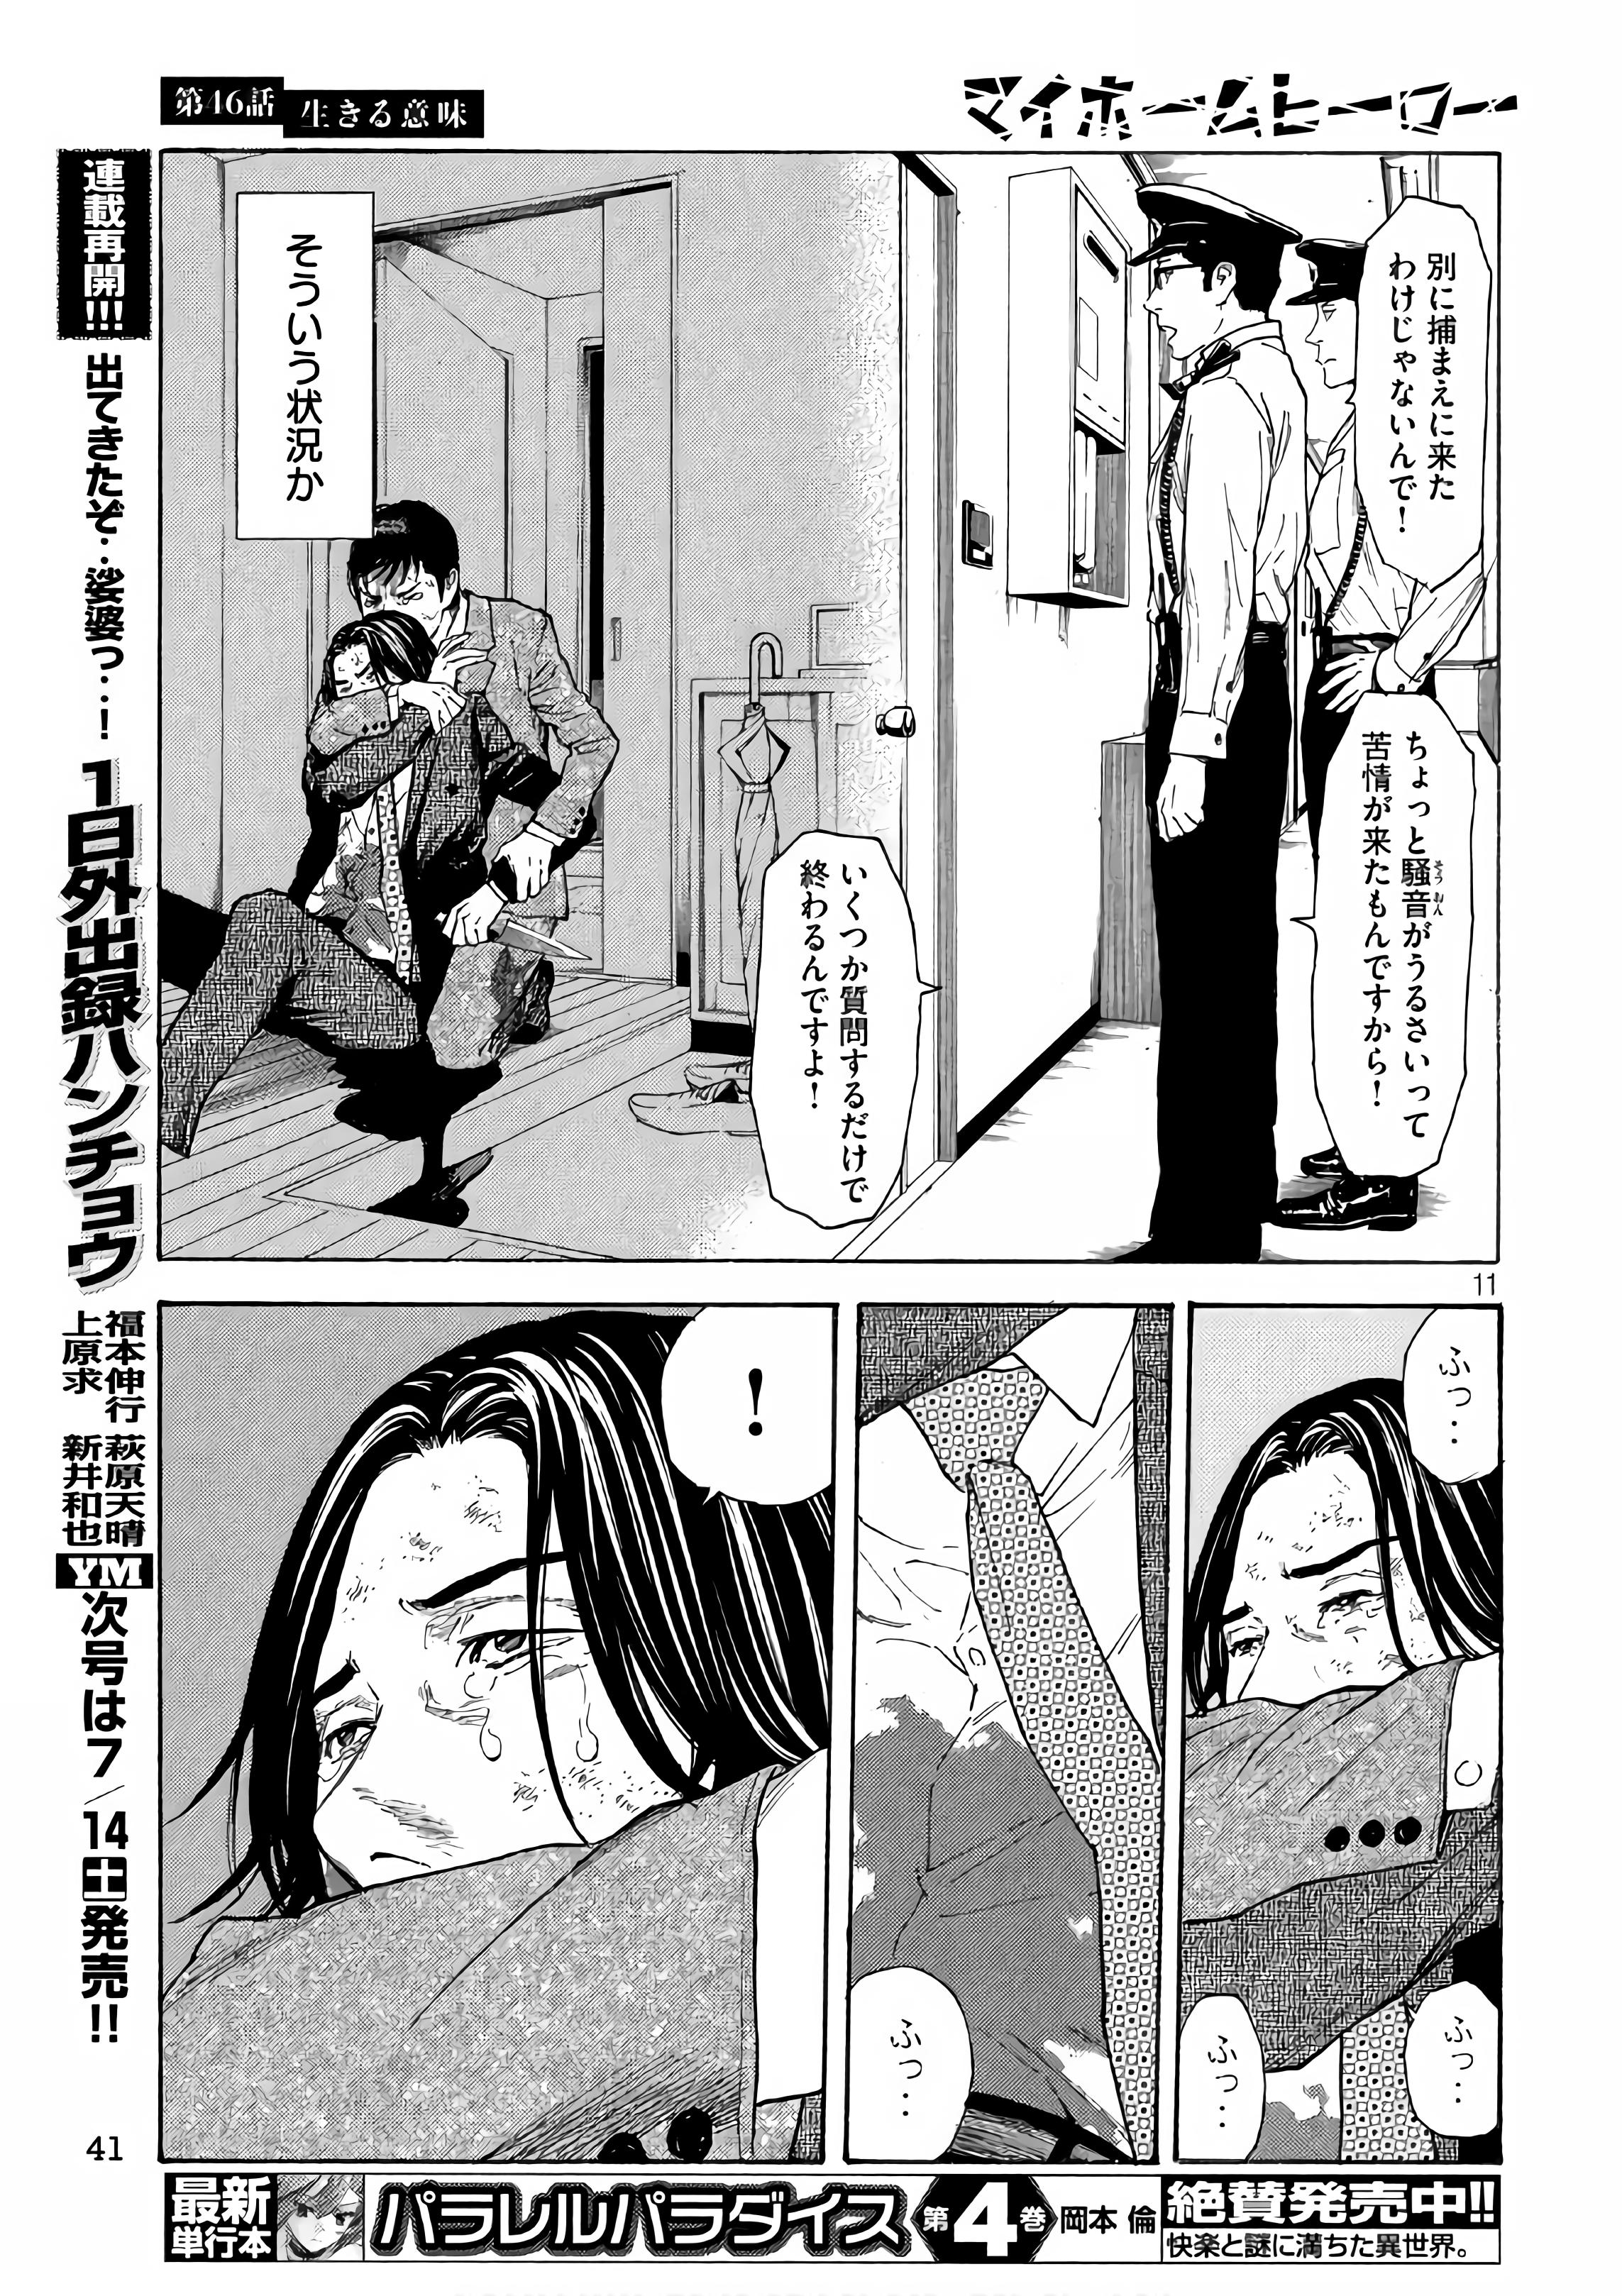 第46話
生きる意味
マイホームヒーロー
別に捕まえに来た
わけじゃないんで！
ちょっと騒音がうるさいって
そうおん
苦情が来たもんですから！
いくつか質問するだけで
終わるんですよ！
そういう状況か
11
ふっ‥
ふっ‥
ふっ‥
ふっ‥
！
連載再開!!!
出てきたぞ‥娑婆っ‥！
1日外出録ハンチョウ
福本伸行
萩原天晴
上原求
新井和也
YM
次号は7/14土発売!!
41
最新
単行本
パラレルパラダイス
第4巻
岡本 倫
絶賛発売中!!
快楽と謎に満ちた異世界。